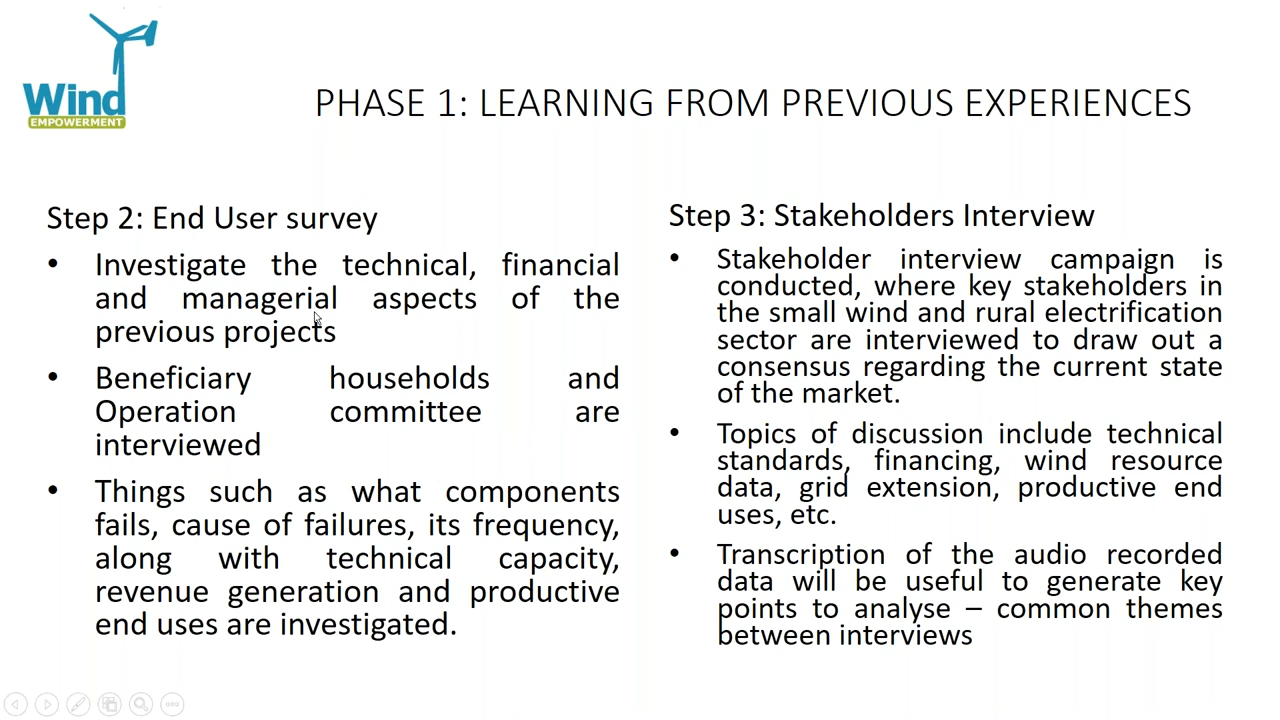 Wind
EMPOWERMENT
PHASE 1: LEARNING FROM PREVIOUS EXPERIENCES
Step 2: End User survey
• Investigate the technical, financial
and managerial aspects of the
previous projects
• Beneficiary households and
Operation committee are
interviewed
• Things such as what components
fails, cause of failures, its frequency,
along with technical capacity,
revenue generation and productive
end uses are investigated.
Step 3: Stakeholders Interview
• Stakeholder interview campaign is
conducted, where key stakeholders in
the small wind and rural electrification
sector are interviewed to draw out a
consensus regarding the current state
of the market.
• Topics of discussion include technical
standards, financing, wind resource
data, grid extension, productive end
uses, etc.
• Transcription of the audio recorded
data will be useful to generate key
points to analyse – common themes
between interviews